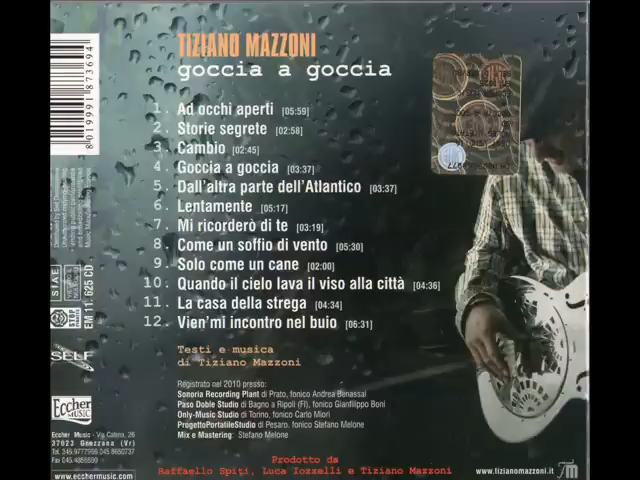 TIZIANO MAZZONI
goccia a goccia
1. Ad occhi aperti [05:59]
2. Storie segrete [02:58]
3. Cambio [02:45]
4. Goccia a goccia [03:37]
5. Dall'altra parte dell'Atlantico [03:37]
6. Lentamente [05:17]
7. Mi ricorderò di te [03:19]
8. Come un soffio di vento [05:30]
9. Solo come un cane [02:00]
10. Quando il cielo lava il viso alla città [04:36]
11. La casa della strega [04:34]
12. Vien'mi incontro nel buio [06:31]
Testi e musica
di Tiziano Mazzoni
Registrato nel 2010 presso:
Sonoria Recording Plant di Prato, fonico Andrea Benassai
Paso Doble Studio di Bagno a Ripoli (FI), fonico Gianfilippo Boni
Only-Music Studio di Torino, fonico Carlo Miori
ProgettoPortatileStudio di Pesaro, fonico Stefano Melone
Mix e Mastering: Stefano Melone
Prodotto da
Raffaello Spiti, Luca Iozzelli e Tiziano Mazzoni
8 019991 873694
SIAE
EM 11. 625 CD
SELF
Eccher
MUSIC
Eccher Music - Via Catena, 26
37023 Grezzana (Vr)
Tel. 045.9777999 045.8650737
www.ecchermusic.com
www.tizianomazzoni.it